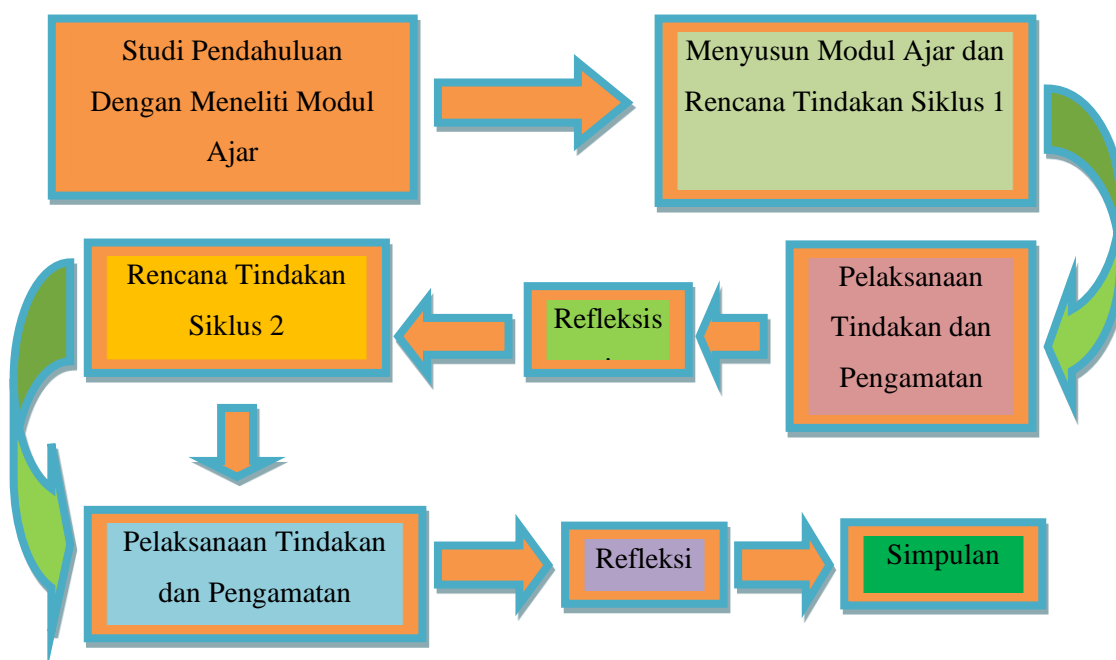 Studi Pendahuluan
Dengan Meneliti Modul
Ajar
Menyusun Modul Ajar dan
Rencana Tindakan Siklus 1
Pelaksanaan
Tindakan dan
Pengamatan
Refleksis
Rencana Tindakan
Siklus 2
Pelaksanaan Tindakan
dan Pengamatan
Refleksi
Simpulan